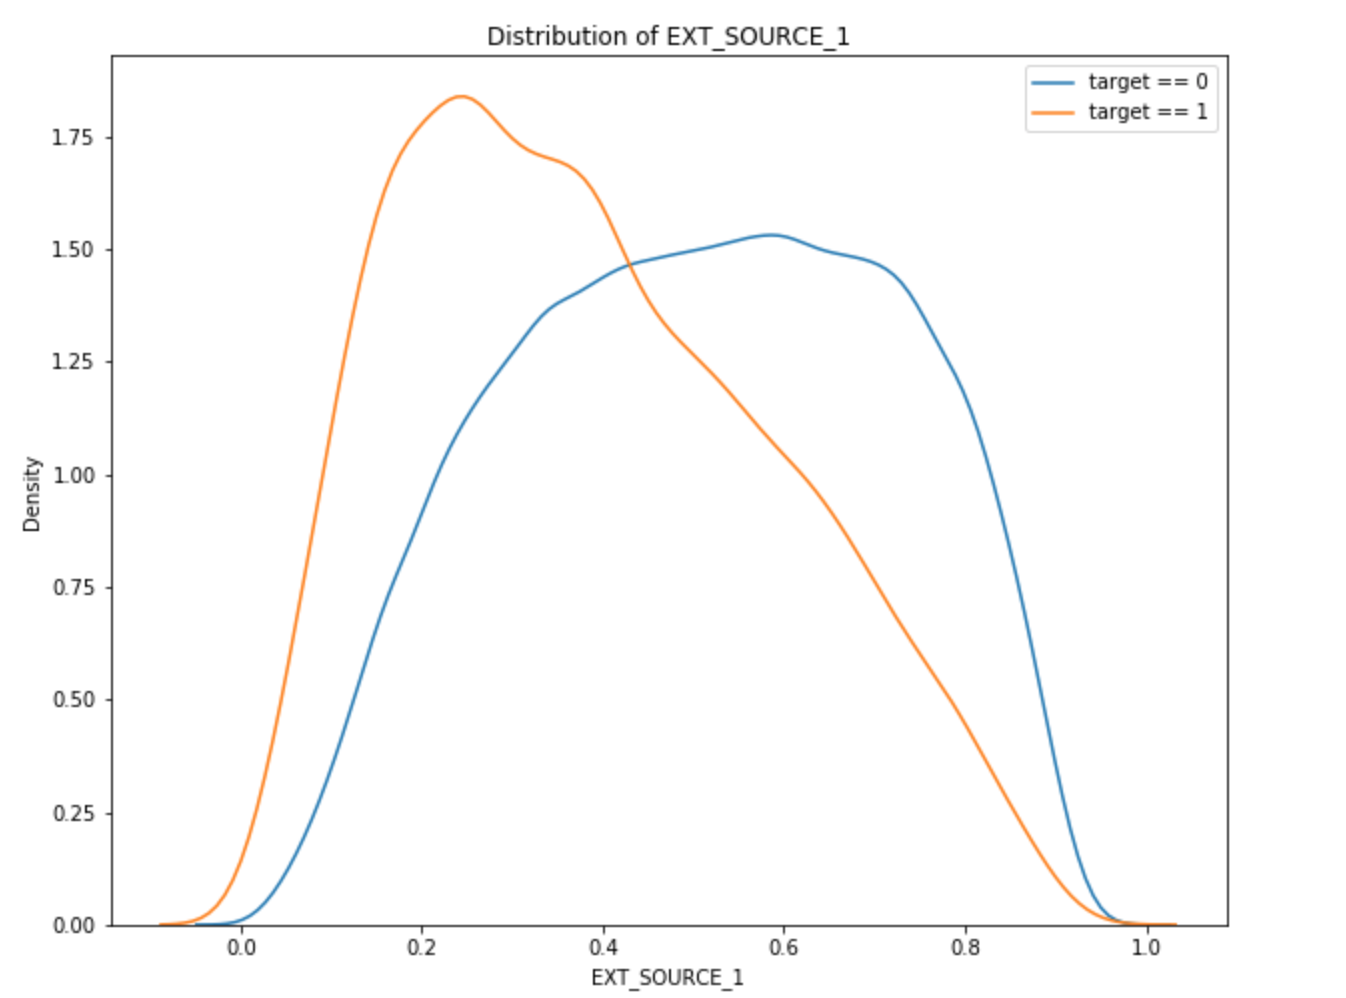 Distribution of EXT_SOURCE_1
target == 0
target == 1
1.75
1.50
1.25
1.00
0.75
0.50
0.25
0.00
Density
0.0 0.2 0.4 0.6 0.8 1.0
EXT_SOURCE_1